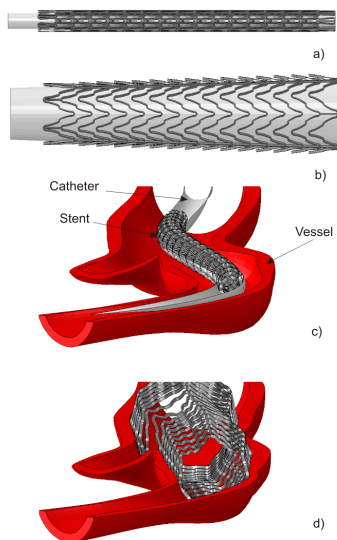 a)
b)
Catheter
Stent
Vessel
c)
d)